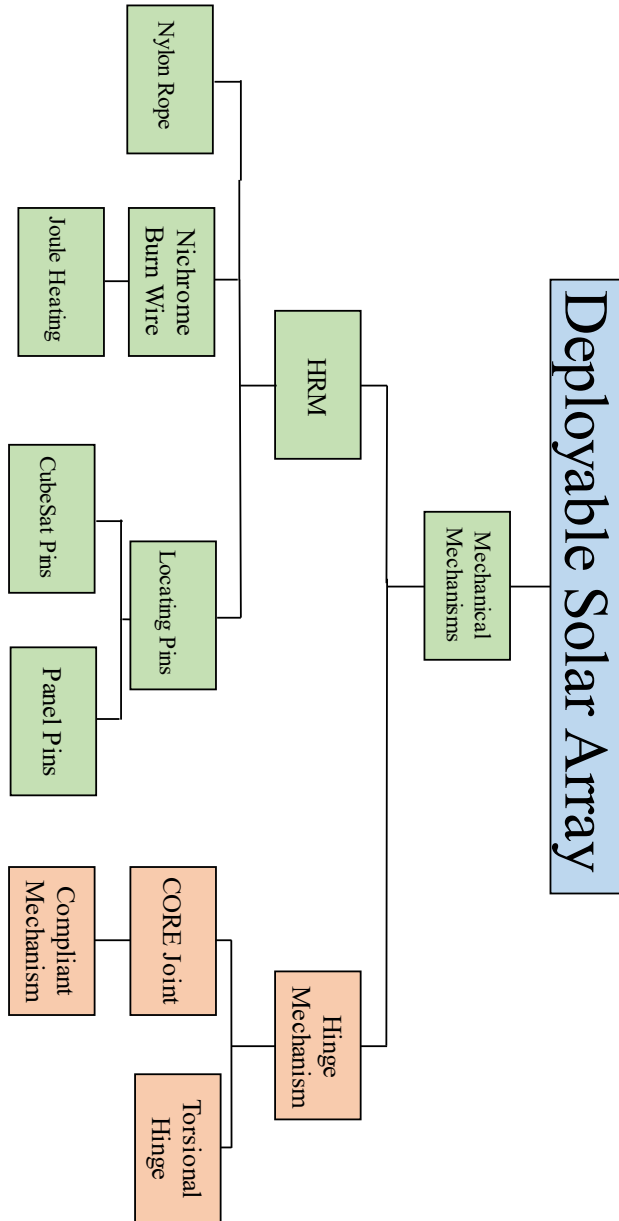 Deployable Solar Array
Mechanical
Mechanisms
HRM
Hinge
Mechanism
Nylon Rope
Nichrome
Burn Wire
Locating Pins
CORE Joint
Torsional
Hinge
Joule Heating
CubeSat Pins
Panel Pins
Compliant
Mechanism